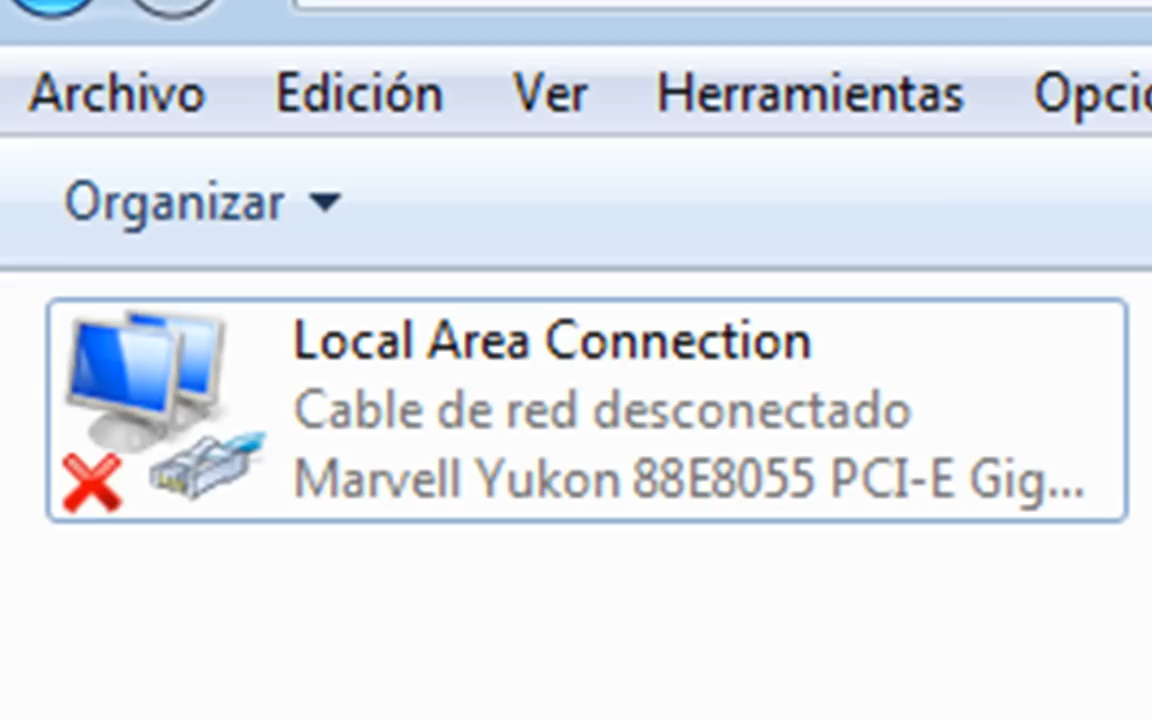 Archivo Edición Ver Herramientas
Organizar
Local Area Connection
Cable de red desconectado
Marvell Yukon 88E8055 PCI-E Gig...